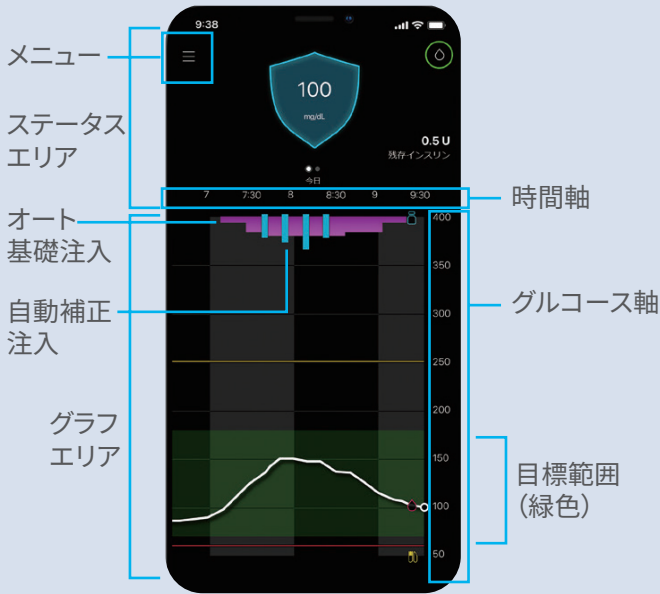 9:38
メニュー
100
mg/dL
ステータス
エリア
0.5 U
残存インスリン
今日
7 7:30 8 8:30 9 9:30
時間軸
オート
基礎注入
自動補正
注入
グラフ
エリア
400
350
300
250
200
150
100
50
グルコース軸
目標範囲
（緑色）